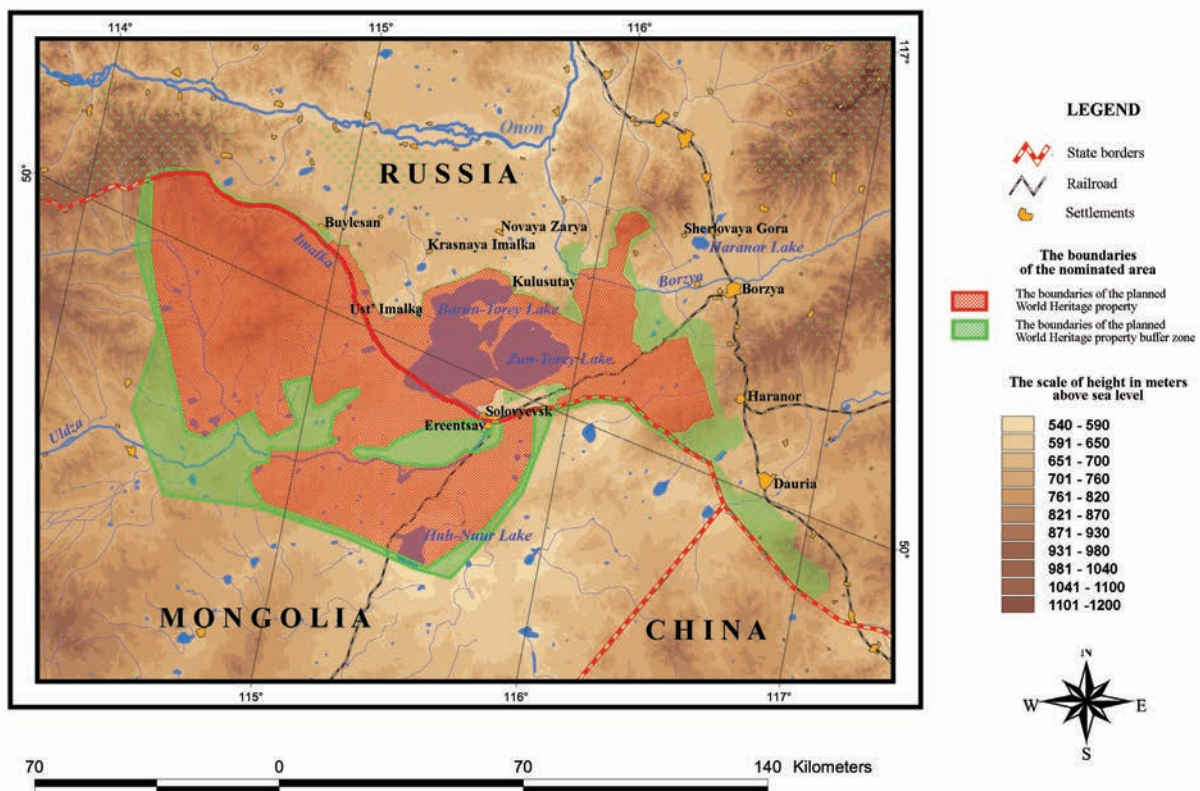 114°
115°
116°
117°
50°
Onon
RUSSIA
Buylesan
Novaya Zarya
Sherlovaya Gora
Imalka
Krasnaya Imalka
Haranor Lake
Kulusutay
Borzya
Borzya
Ust' Imalka
Barun-Torey Lake
Zun-Torey Lake
Haranor
Solovyevsk
Ereentsav
Uldza
Dauria
Huh-Nuur Lake
50°
MONGOLIA
CHINA
115°
116°
117°
LEGEND
State borders
Railroad
Settlements
The boundaries
of the nominated area
The boundaries of the planned
World Heritage property
The boundaries of the planned
World Heritage property buffer zone
The scale of height in meters
above sea level
540 - 590
591 - 650
651 - 700
701 - 760
761 - 820
821 - 870
871 - 930
931 - 980
981 - 1040
1041 - 1100
1101 -1200
N
W E
S
70 0 70 140 Kilometers